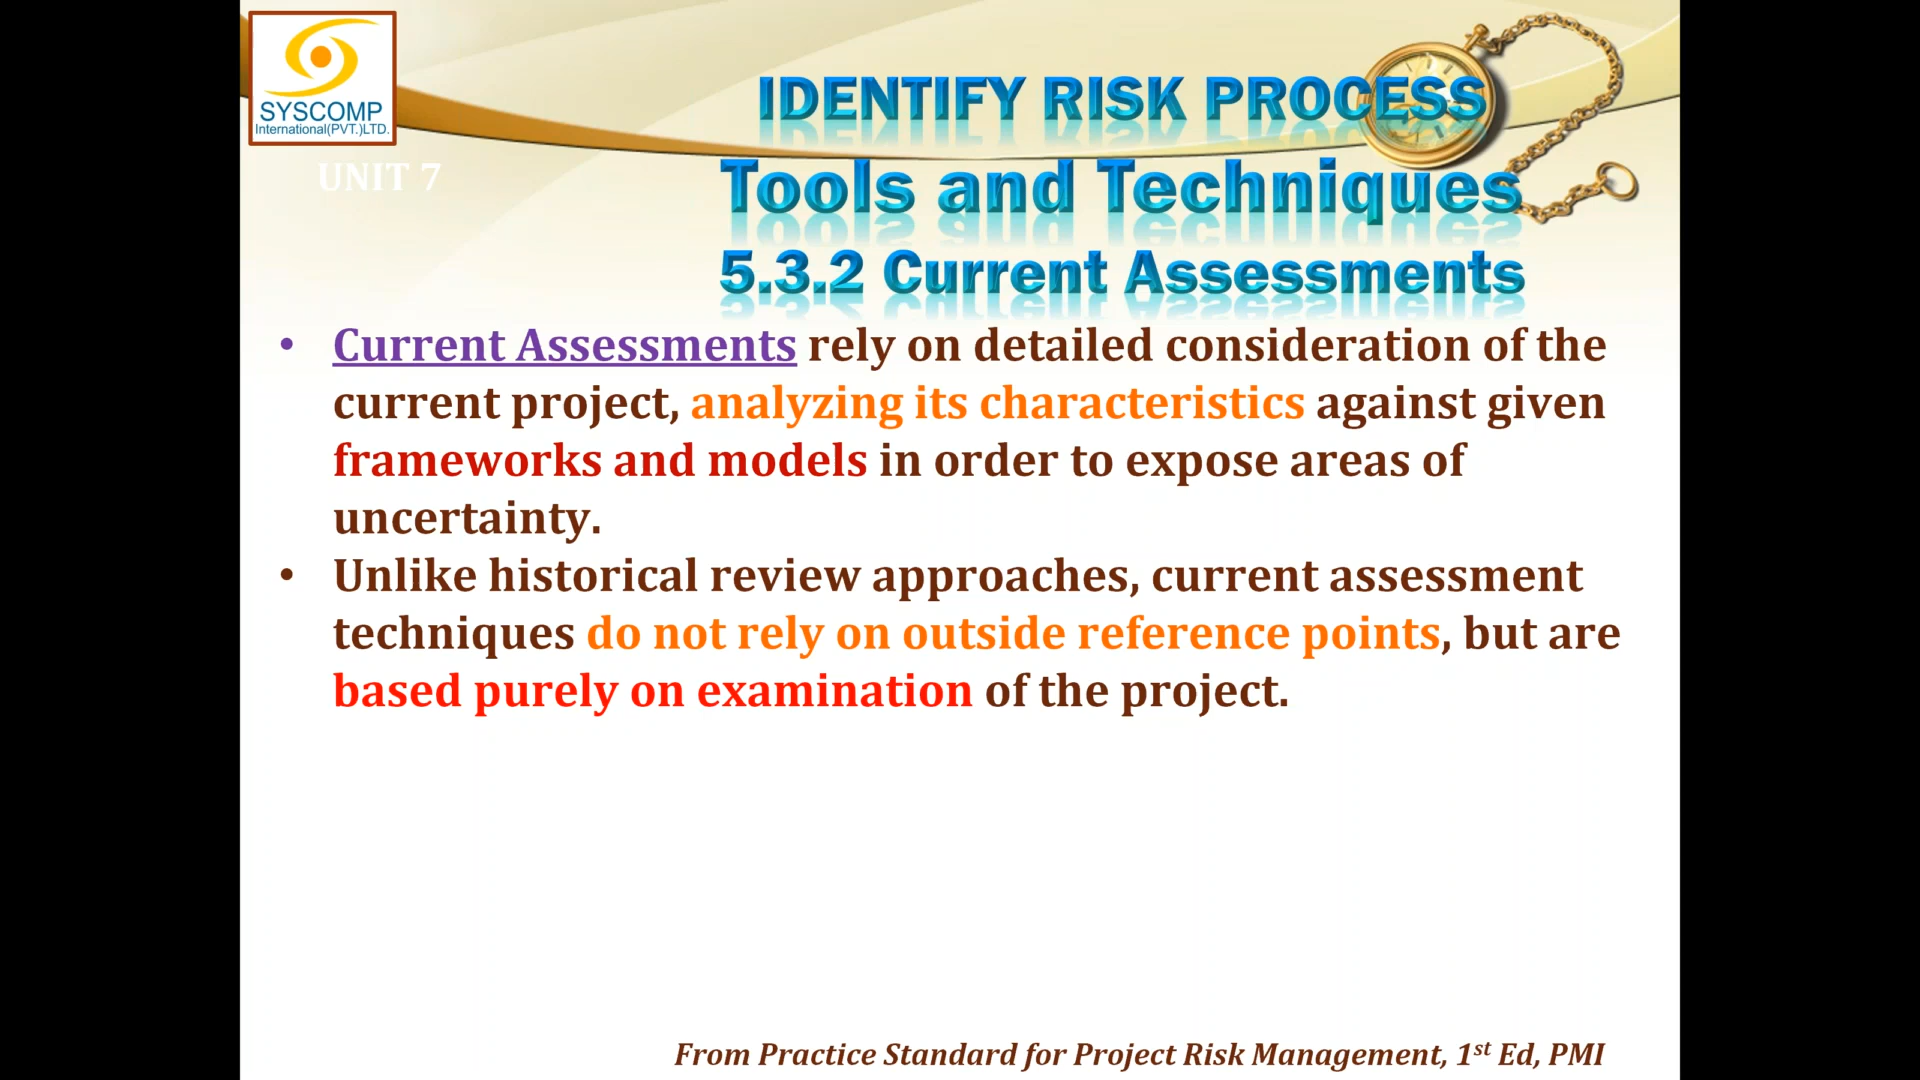 SYSCOMP
International(PVT.)LTD.
UNIT 7
IDENTIFY RISK PROCESS
Tools and Techniques
5.3.2 Current Assessments
• Current Assessments rely on detailed consideration of the
current project, analyzing its characteristics against given
frameworks and models in order to expose areas of
uncertainty.
• Unlike historical review approaches, current assessment
techniques do not rely on outside reference points, but are
based purely on examination of the project.
From Practice Standard for Project Risk Management, 1st Ed, PMI